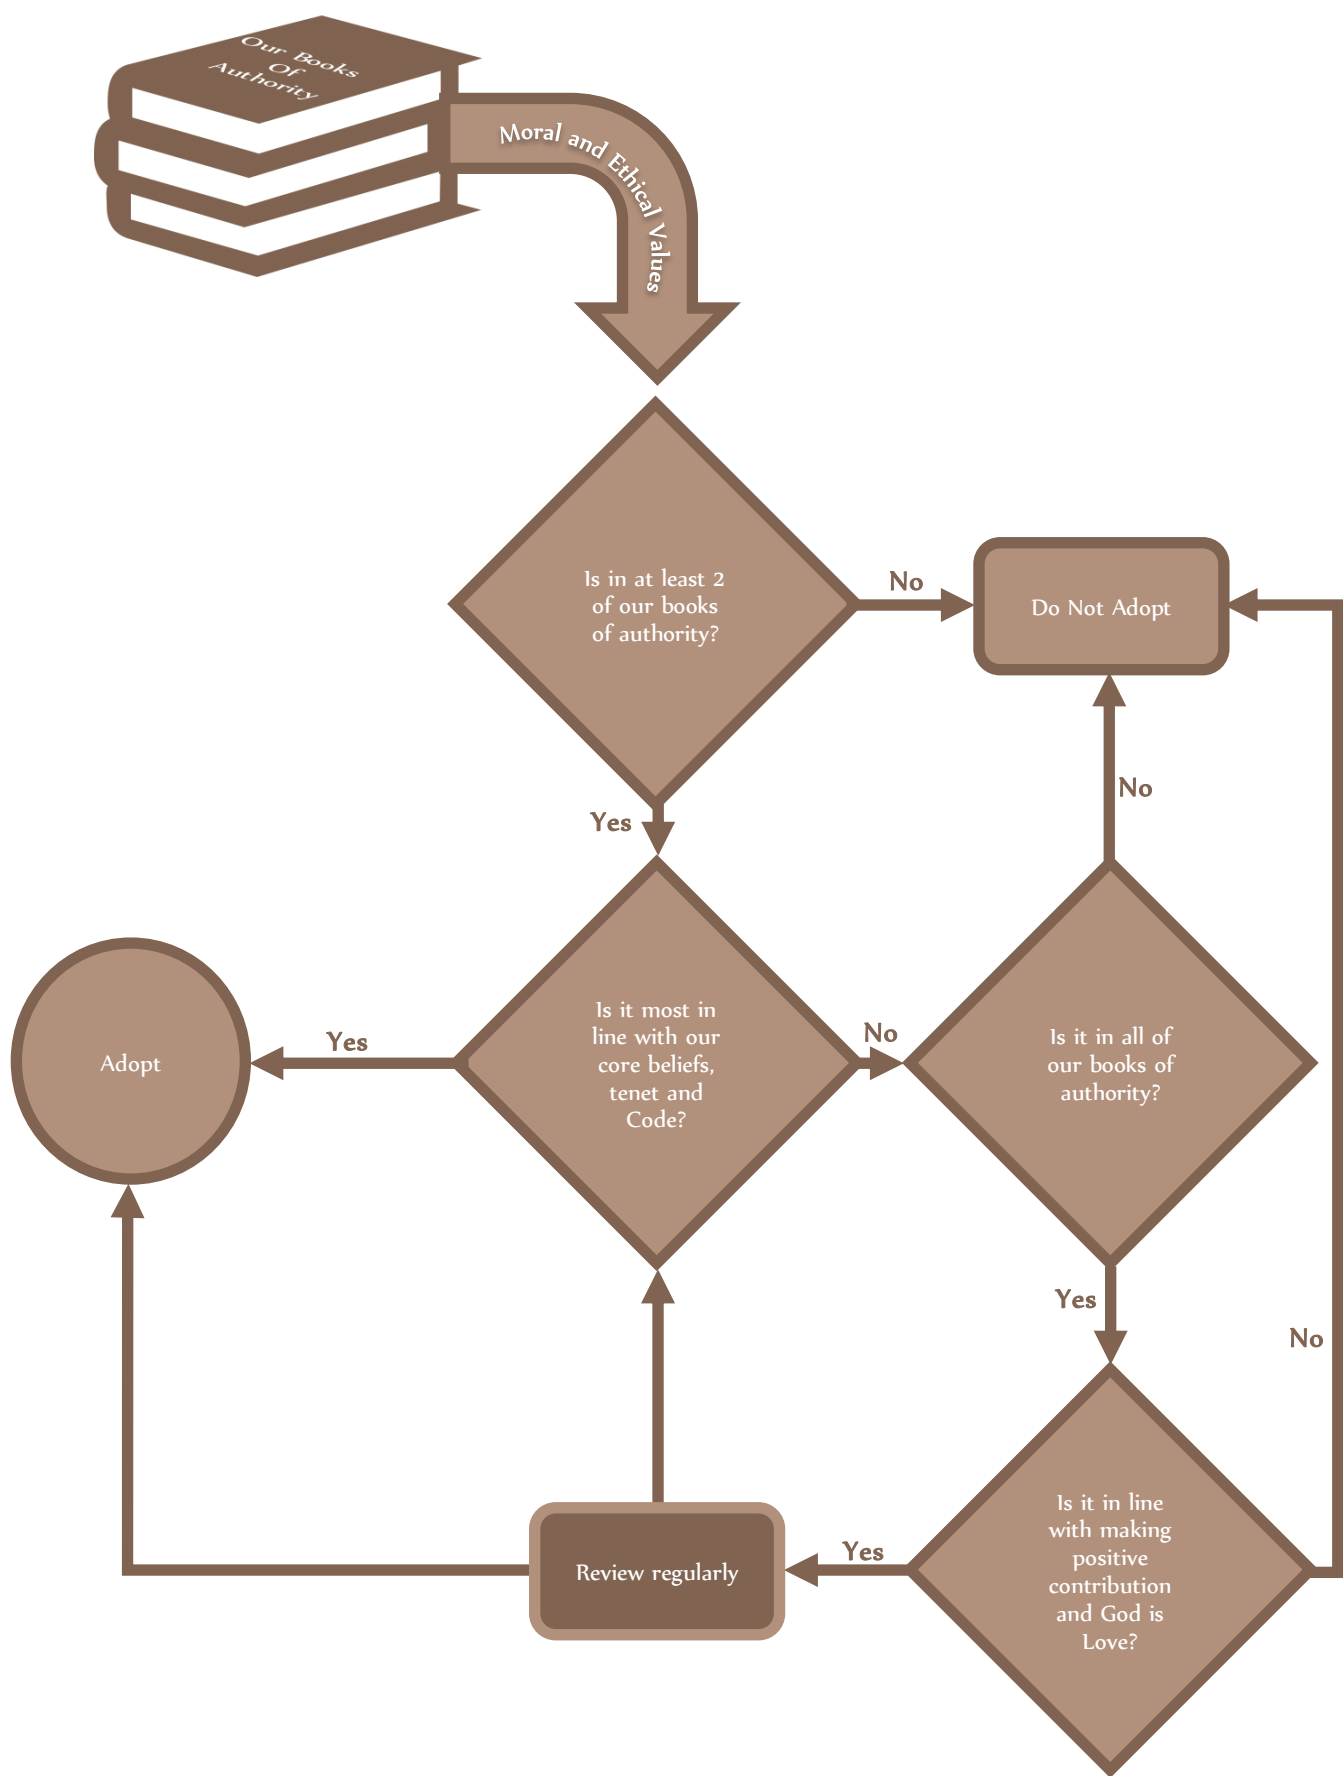 Our Books
Of
Authority
Moral and Ethical Values
Is in at least 2
of our books
of authority?
No
Do Not Adopt
Yes
No
Is it most in
line with our
core beliefs,
tenet and
Code?
Yes
Adopt
No
Is it in all of
our books of
authority?
Yes
No
Is it in line
with making
positive
contribution
and God is
Love?
Yes
Review regularly